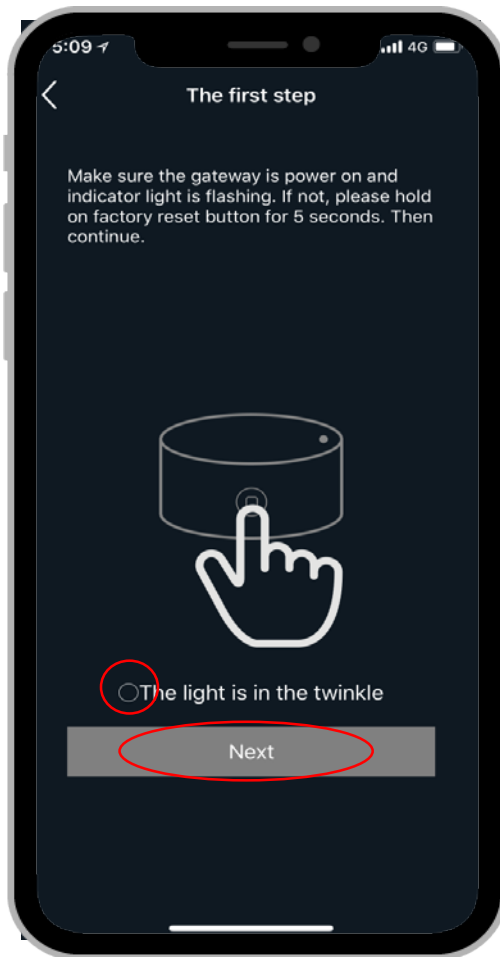 5:09 4G
The first step
Make sure the gateway is power on and
indicator light is flashing. If not, please hold
on factory reset button for 5 seconds. Then
continue.
The light is in the twinkle
Next